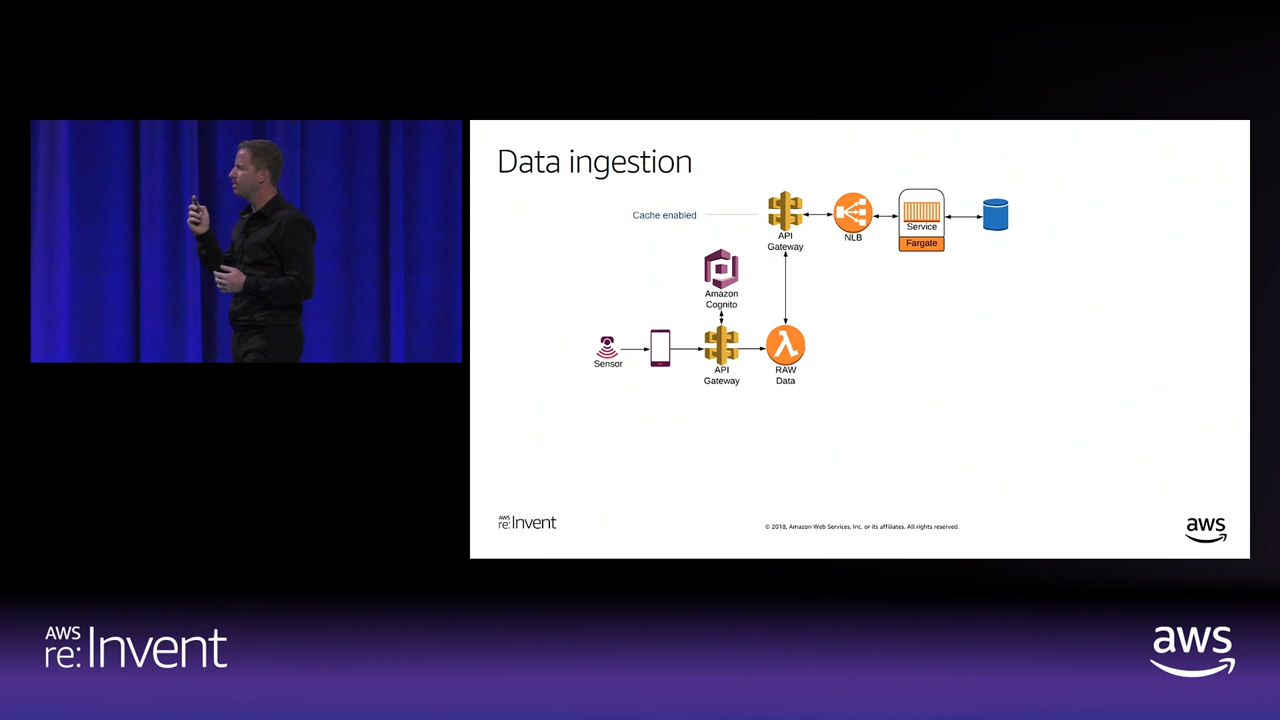 Data ingestion
Cache enabled
API
Gateway
NLB
Service
Fargate
Amazon
Cognito
Sensor
API
Gateway
RAW
Data
AWS
re:Invent
© 2018, Amazon Web Services, Inc. or its affiliates. All rights reserved.
aws
AWS
re:Invent
aws